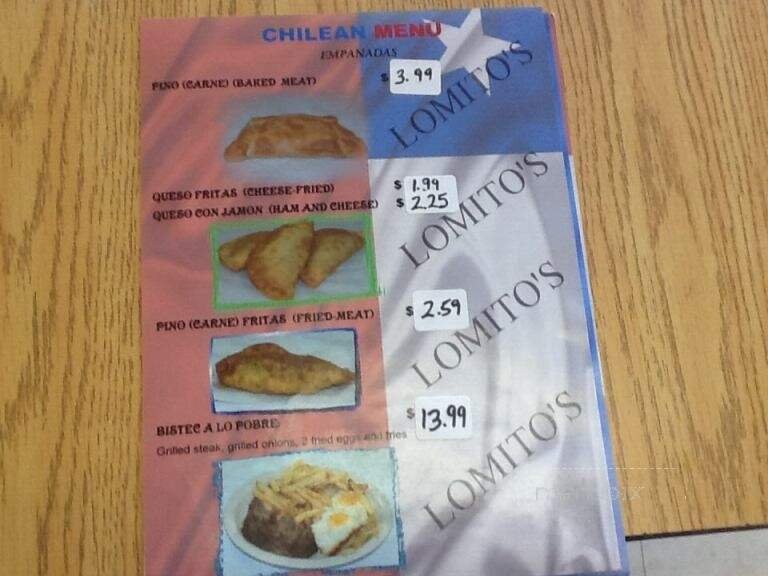 CHILEAN MENU
EMPANADAS
PINO (CARNE) (BAKED MEAT) $ 3.99
LOMITO'S
QUESO FRITAS (CHEESE-FRIED) $ 1.99
QUESO CON JAMON (HAM AND CHEESE) $ 2.25
LOMITO'S
PINO (CARNE) FRITAS (FRIED-MEAT) $ 2.59
LOMITO'S
BISTEC A LO POBRE $ 13.99
Grilled steak, grilled onions, 2 fried eggs and fries
LOMITO'S